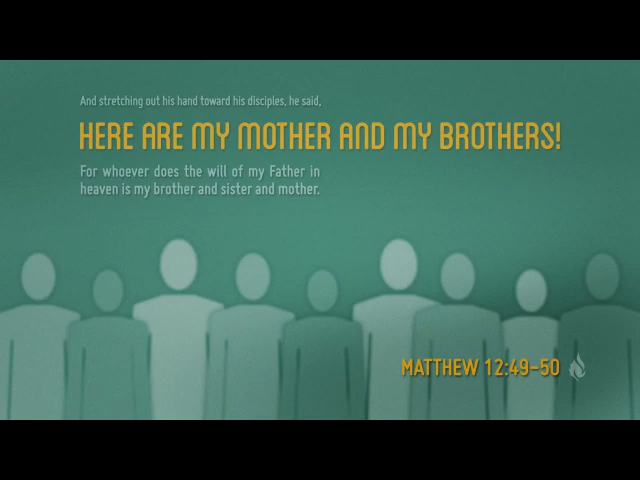 And stretching out his hand toward his disciples, he said,
HERE ARE MY MOTHER AND MY BROTHERS!
For whoever does the will of my Father in
heaven is my brother and sister and mother.
MATTHEW 12:49-50